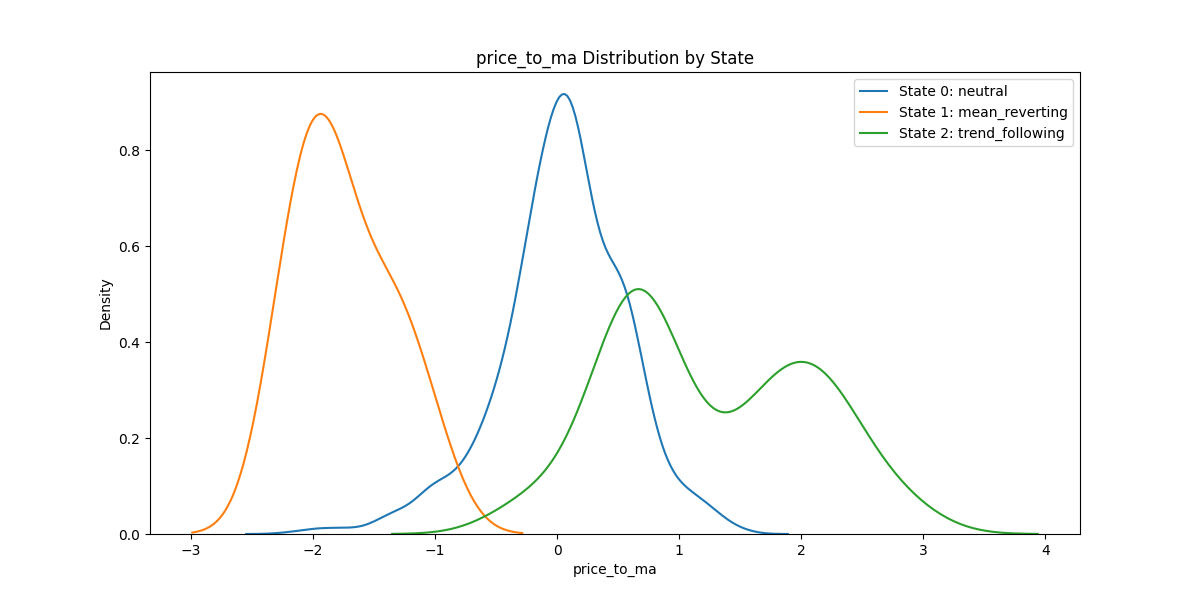 price_to_ma Distribution by State
State 0: neutral
State 1: mean_reverting
State 2: trend_following
Density
0.8
0.6
0.4
0.2
0.0
−3 −2 −1 0 1 2 3 4
price_to_ma